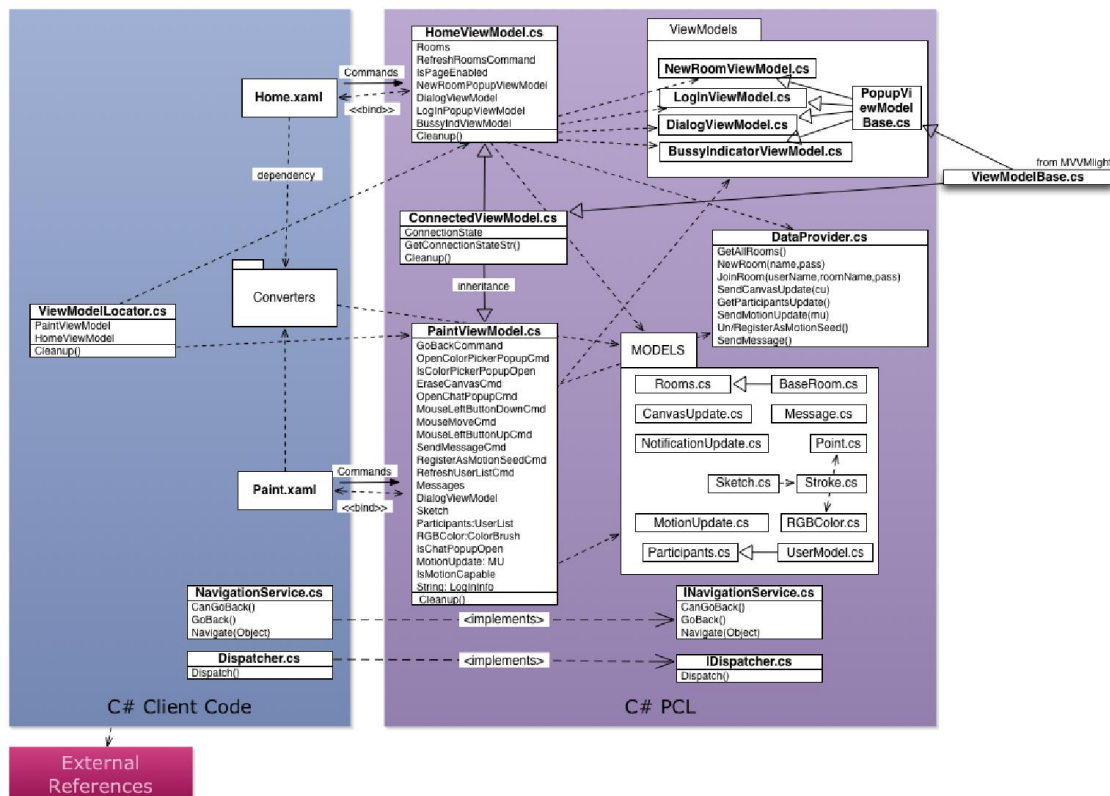 HomeViewModel.cs
Rooms
RefreshRoomsCommand
IsPageEnabled
NewRoomPopupViewModel
DialogViewModel
LogInPopupViewModel
BussyIndViewModel
Cleanup()
Commands
<<bind>>
Home.xaml
dependency
ViewModels
NewRoomViewModel.cs
LogInViewModel.cs
DialogViewModel.cs
BussyIndicatorViewModel.cs
PopupVi
ewModel
Base.cs
from MVVMlight
ViewModelBase.cs
ConnectedViewModel.cs
ConnectionState
GetConnectionStateStr()
Cleanup()
inheritance
DataProvider.cs
GetAllRooms()
NewRoom(name,pass)
JoinRoom(userName,roomName,pass)
SendCanvasUpdate(cu)
GetParticipantsUpdate()
SendMotionUpdate(mu)
Un/RegisterAsMotionSeed()
SendMessage()
Converters
ViewModelLocator.cs
PaintViewModel
HomeViewModel
Cleanup()
PaintViewModel.cs
GoBackCommand
OpenColorPickerPopupCmd
IsColorPickerPopupOpen
EraseCanvasCmd
OpenChatPopupCmd
MouseLeftButtonDownCmd
MouseMoveCmd
MouseLeftButtonUpCmd
SendMessageCmd
RegisterAsMotionSeedCmd
RefreshUserListCmd
Messages
DialogViewModel
Sketch
Participants:UserList
RGBColor:ColorBrush
IsChatPopupOpen
MotionUpdate: MU
IsMotionCapable
String: LogInInfo
Cleanup()
MODELS
Rooms.cs
BaseRoom.cs
CanvasUpdate.cs
Message.cs
NotificationUpdate.cs
Point.cs
Sketch.cs
Stroke.cs
MotionUpdate.cs
RGBColor.cs
Participants.cs
UserModel.cs
Commands
<<bind>>
Paint.xaml
NavigationService.cs
CanGoBack()
GoBack()
Navigate(Object)
<implements>
INavigationService.cs
CanGoBack()
GoBack()
Navigate(Object)
Dispatcher.cs
Dispatch()
<implements>
IDispatcher.cs
Dispatch()
C# Client Code
C# PCL
External
References